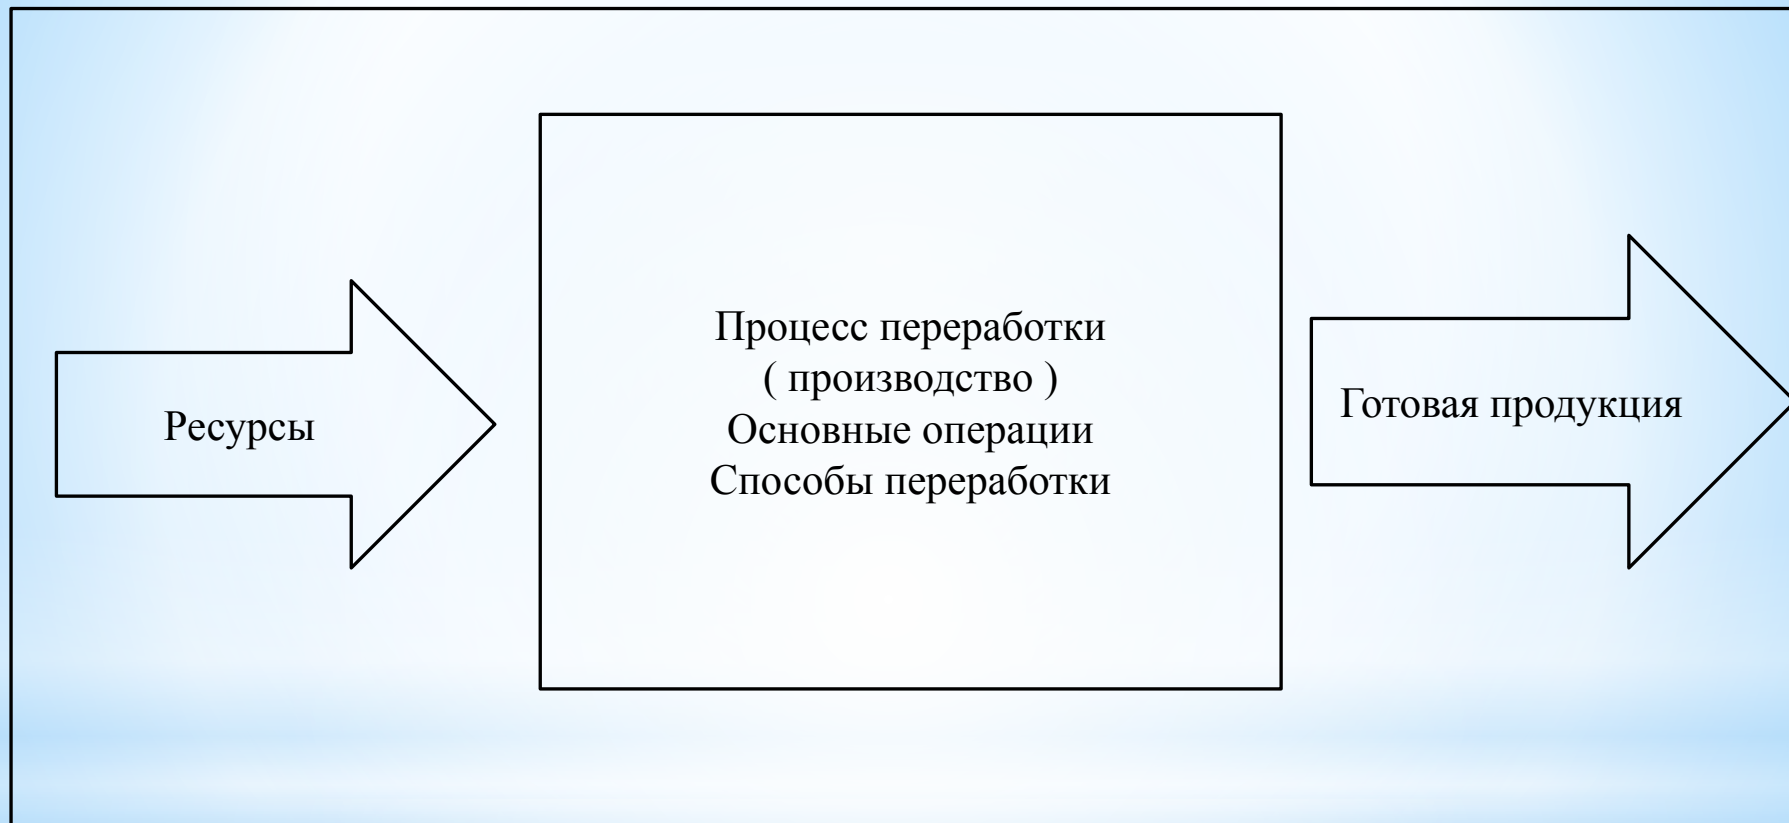 Ресурсы
Процесс переработки
( производство )
Основные операции
Способы переработки
Готовая продукция